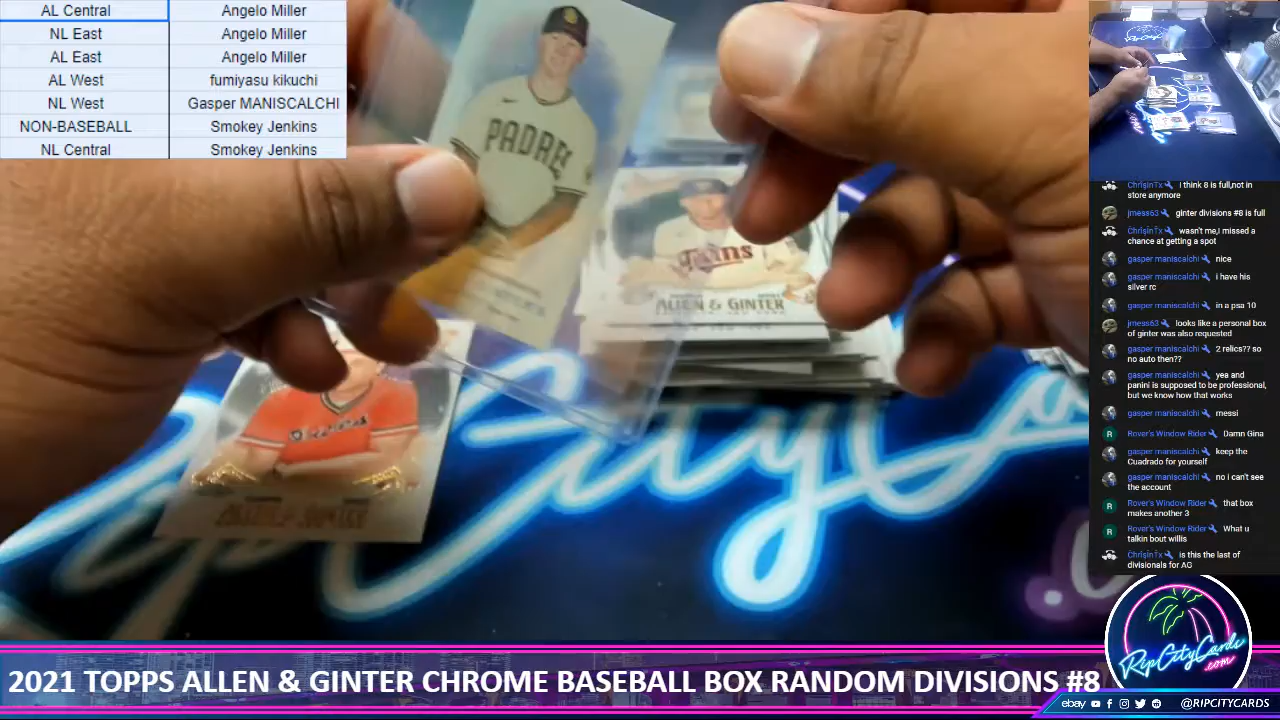 AL Central Angelo Miller
NL East Angelo Miller
AL East Angelo Miller
AL West fumiyasu kikuchi
NL West Gasper MANISCALCHI
NON-BASEBALL Smokey Jenkins
NL Central Smokey Jenkins
PADRES
Twins
ALLEN & GINTER
ChrisinTx I think 8 is full,not in
store anymore
jmess63 ginter divisions #8 is full
ChrisinTx wasn't me,I missed a
chance at getting a spot
gasper maniscalchi nice
gasper maniscalchi i have his
silver rc
gasper maniscalchi in a psa 10
jmess63 looks like a personal box
of ginter was also requested
gasper maniscalchi 2 relics?? so
no auto then??
gasper maniscalchi yea and
panini is supposed to be professional,
but we know how that works
gasper maniscalchi messi
R Rover's Window Rider Damn Gina
gasper maniscalchi keep the
Cuadrado for yourself
gasper maniscalchi no i can't see
the account
R Rover's Window Rider that box
makes another 3
R Rover's Window Rider What u
talkin bout willis
ChrisinTx is this the last of
divisionals for AG
RipCityCards
.com
2021 TOPPS ALLEN & GINTER CHROME BASEBALL BOX RANDOM DIVISIONS #8
ebay @RIPCITYCARDS